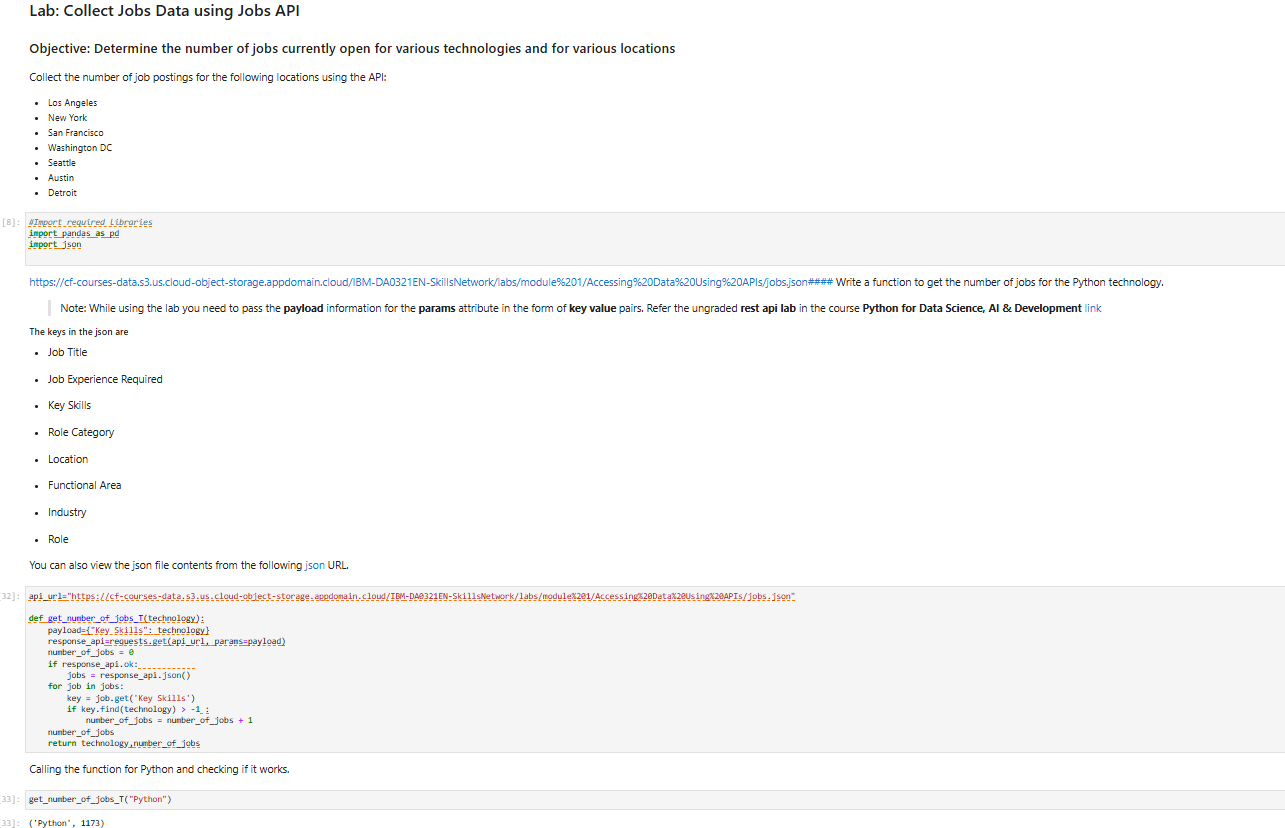 Lab: Collect Jobs Data using Jobs API
Objective: Determine the number of jobs currently open for various technologies and for various locations
Collect the number of job postings for the following locations using the API:
• Los Angeles
• New York
• San Francisco
• Washington DC
• Seattle
• Austin
• Detroit
[8]: #Import required libraries
import pandas as pd
import json
https://cf-courses-data.s3.us.cloud-object-storage.appdomain.cloud/IBM-DA0321EN-SkillsNetwork/labs/module%201/Accessing%20Data%20Using%20APIs/jobs.json#### Write a function to get the number of jobs for the Python technology.
Note: While using the lab you need to pass the payload information for the params attribute in the form of key value pairs. Refer the ungraded rest api lab in the course Python for Data Science, AI & Development link
The keys in the json are
• Job Title
• Job Experience Required
• Key Skills
• Role Category
• Location
• Functional Area
• Industry
• Role
You can also view the json file contents from the following json URL.
32]: api_url="https://cf-courses-data.s3.us.cloud-object-storage.appdomain.cloud/IBM-DA0321EN-SkillsNetwork/labs/module%201/Accessing%20Data%20Using%20APIs/jobs.json"
def get_number_of_jobs_T(technology):
    payload={"Key Skills": technology}
    response_api=requests.get(api_url, params=payload)
    number_of_jobs = 0
    if response_api.ok:
        jobs = response_api.json()
    for job in jobs:
        key = job.get('Key Skills')
        if key.find(technology) > -1 :
            number_of_jobs = number_of_jobs + 1
    number_of_jobs
    return technology,number_of_jobs
Calling the function for Python and checking if it works.
33]: get_number_of_jobs_T("Python")
33]: ('Python', 1173)